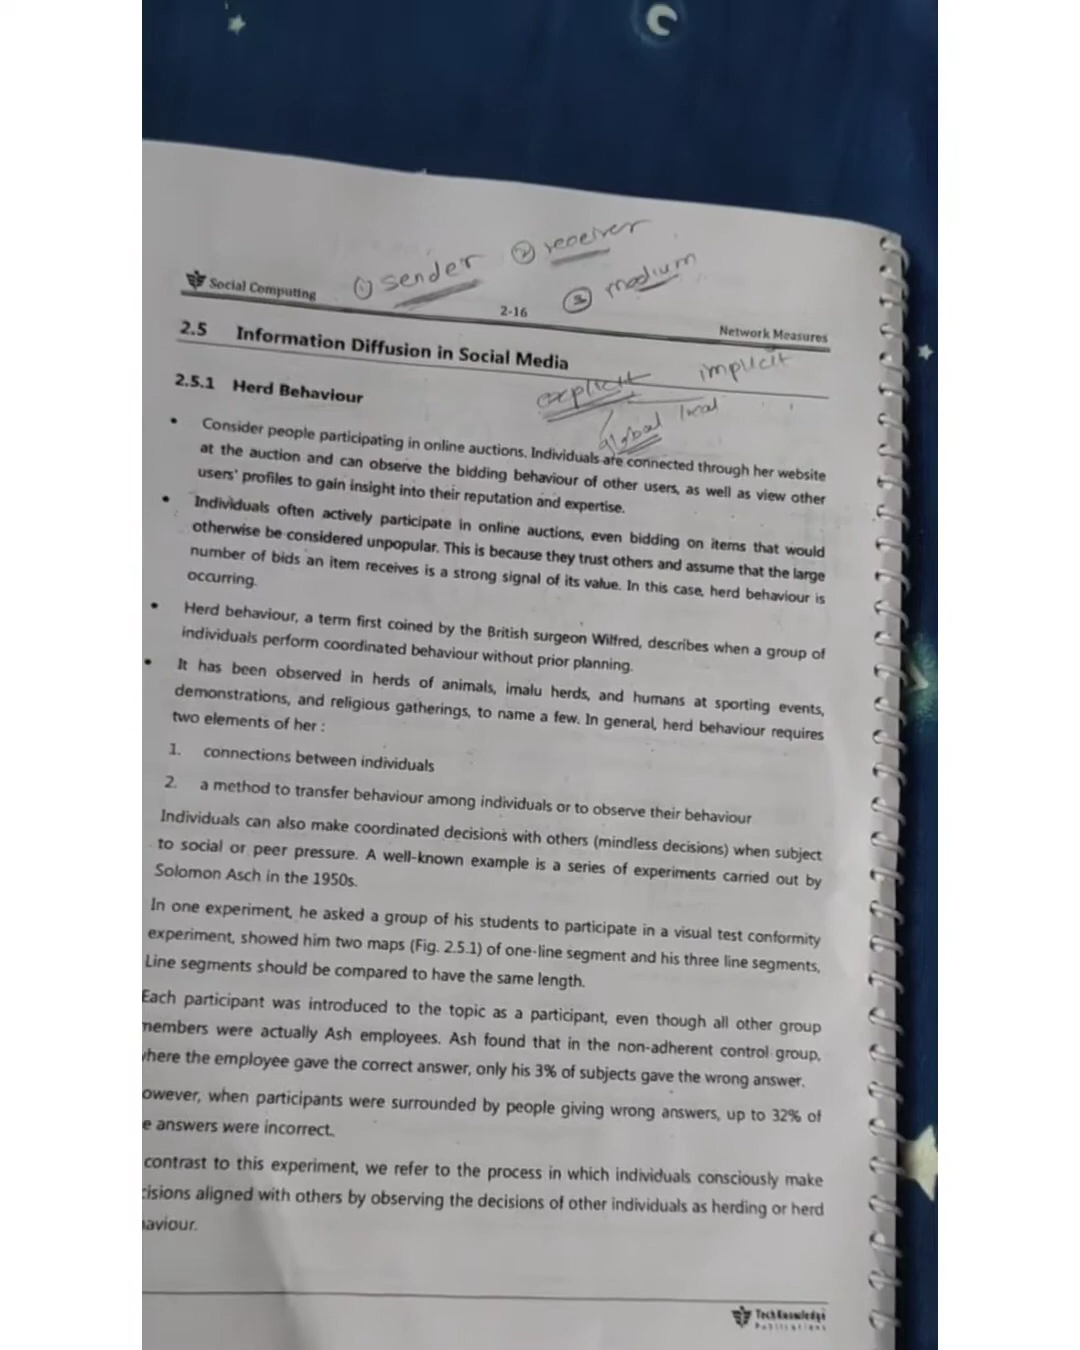 ① sender ② receiver
③ medium
Social Computing
2-16
Network Measures
2.5 Information Diffusion in Social Media
explicit implicit
global local
2.5.1 Herd Behaviour
• Consider people participating in online auctions. Individuals are connected through her website
at the auction and can observe the bidding behaviour of other users, as well as view other
users' profiles to gain insight into their reputation and expertise.
• Individuals often actively participate in online auctions, even bidding on items that would
otherwise be considered unpopular. This is because they trust others and assume that the large
number of bids an item receives is a strong signal of its value. In this case, herd behaviour is
occurring.
• Herd behaviour, a term first coined by the British surgeon Wilfred, describes when a group of
individuals perform coordinated behaviour without prior planning.
• It has been observed in herds of animals, imalu herds, and humans at sporting events,
demonstrations, and religious gatherings, to name a few. In general, herd behaviour requires
two elements of her :
1. connections between individuals
2. a method to transfer behaviour among individuals or to observe their behaviour
Individuals can also make coordinated decisions with others (mindless decisions) when subject
to social or peer pressure. A well-known example is a series of experiments carried out by
Solomon Asch in the 1950s.
In one experiment, he asked a group of his students to participate in a visual test conformity
experiment, showed him two maps (Fig. 2.5.1) of one-line segment and his three line segments,
Line segments should be compared to have the same length.
Each participant was introduced to the topic as a participant, even though all other group
members were actually Ash employees. Ash found that in the non-adherent control group,
where the employee gave the correct answer, only his 3% of subjects gave the wrong answer.
owever, when participants were surrounded by people giving wrong answers, up to 32% of
e answers were incorrect.
contrast to this experiment, we refer to the process in which individuals consciously make
cisions aligned with others by observing the decisions of other individuals as herding or herd
haviour.
TechKnowledge
Publications